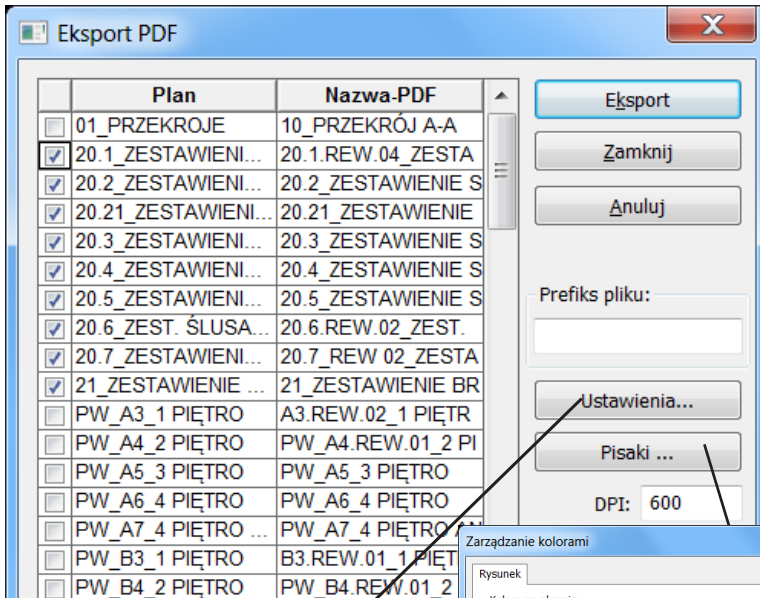 Eksport PDF
Plan Nazwa-PDF
01_PRZEKROJE 10_PRZEKRÓJ A-A
20.1_ZESTAWIENI... 20.1.REW.04_ZESTA
20.2_ZESTAWIENI... 20.2_ZESTAWIENIE S
20.21_ZESTAWIENI... 20.21_ZESTAWIENIE
20.3_ZESTAWIENI... 20.3_ZESTAWIENIE S
20.4_ZESTAWIENI... 20.4_ZESTAWIENIE S
20.5_ZESTAWIENI... 20.5_ZESTAWIENIE S
20.6_ZEST. ŚLUSA... 20.6.REW.02_ZEST.
20.7_ZESTAWIENI... 20.7_REW 02_ZESTA
21_ZESTAWIENIE ... 21_ZESTAWIENIE BR
PW_A3_1 PIĘTRO A3.REW.02_1 PIĘTR
PW_A4_2 PIĘTRO PW_A4.REW.01_2 PI
PW_A5_3 PIĘTRO PW_A5_3 PIĘTRO
PW_A6_4 PIĘTRO PW_A6_4 PIĘTRO
PW_A7_4 PIĘTRO ... PW_A7_4 PIĘTRO AN
PW_B3_1 PIĘTRO B3.REW.01_1 PIĘT
PW_B4_2 PIĘTRO PW_B4.REW.01_2
Eksport
Zamknij
Anuluj
Prefiks pliku:
Ustawienia...
Pisaki ...
DPI: 600
Zarządzanie kolorami
Rysunek